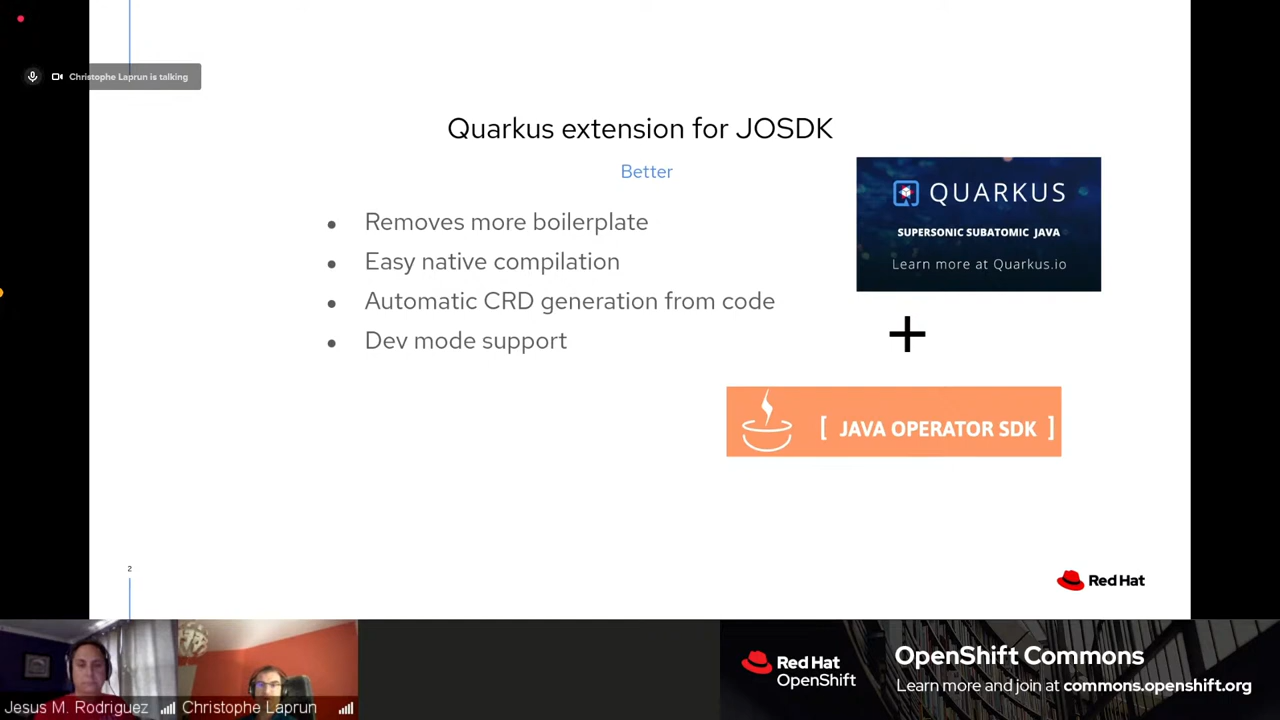 Christophe Laprun is talking
Quarkus extension for JOSDK
Better
● Removes more boilerplate
● Easy native compilation
● Automatic CRD generation from code
● Dev mode support
QUARKUS
SUPERSONIC SUBATOMIC JAVA
Learn more at Quarkus.io
+
[ JAVA OPERATOR SDK ]
2
Red Hat
Jesus M. Rodriguez
Christophe Laprun
Red Hat
OpenShift
OpenShift Commons
Learn more and join at commons.openshift.org